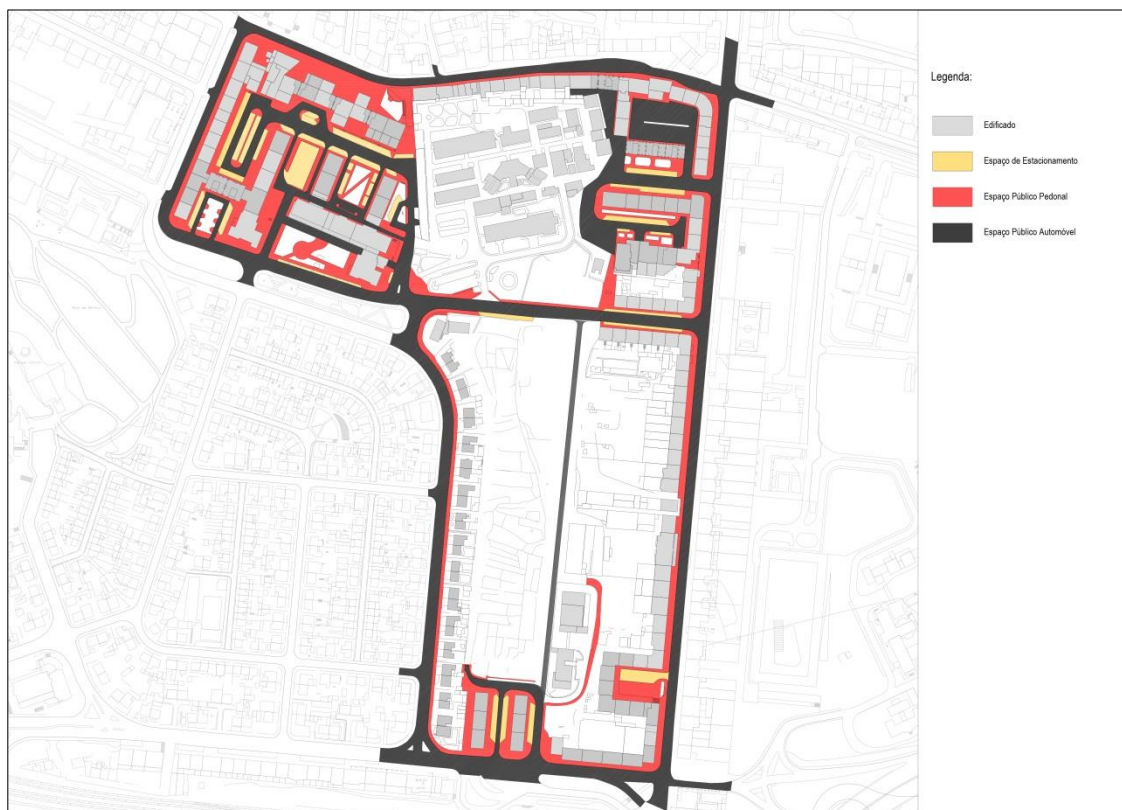 Legenda:
Edificado
Espaço de Estacionamento
Espaço Público Pedonal
Espaço Público Automóvel